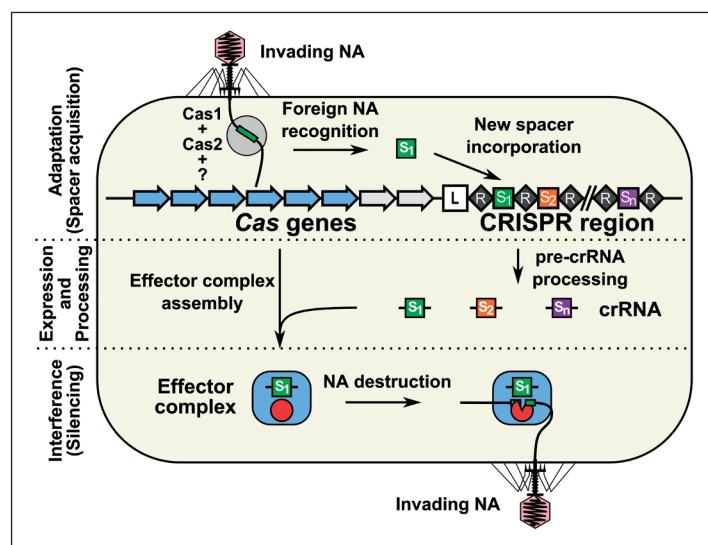 Invading NA
Adaptation
(Spacer acquisition)
Cas1
+
Cas2
+
?
Foreign NA
recognition
S1
New spacer
incorporation
L
R
S1
R
S2
R
R
Sn
R
Cas genes
CRISPR region
Expression
and
Processing
Effector complex
assembly
pre-crRNA
processing
S1
S2
Sn
crRNA
Interference
(Silencing)
Effector
complex
S1
NA destruction
S1
Invading NA